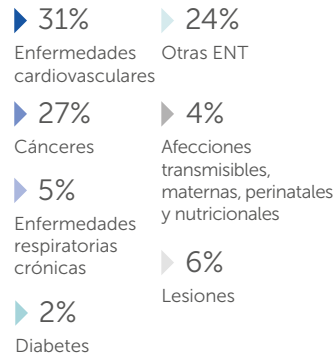 31%
Enfermedades
cardiovasculares
27%
Cánceres
5%
Enfermedades
respiratorias
crónicas
2%
Diabetes
24%
Otras ENT
4%
Afecciones
transmisibles,
maternas, perinatales
y nutricionales
6%
Lesiones